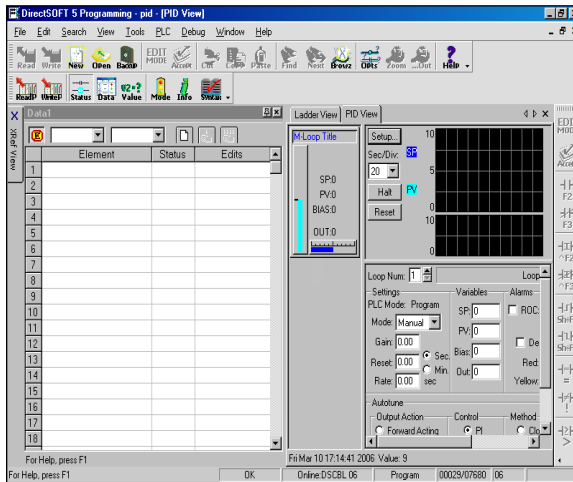 DirectSOFT 5 Programming - pid - [PID View]
File Edit Search View Tools PLC Debug Window Help
Read Write New Open Backup EDIT MODE Accept Cut Copy Paste Find Next Browz Opts Zoom ...Out Help
ReadP WriteP Status Data Value Mode Info Syntax
X XRef View
Data1
Element Status Edits
1
2
3
4
5
6
7
8
9
10
11
12
13
14
15
16
17
18
For Help, press F1
Ladder View PID View
M-Loop Title
SP:0
PV:0
BIAS:0
OUT:0
Setup...
Sec/Div:
20
Halt
Reset
SP
PV
10
5
0
10
0
Loop Num: 1 Loop
Settings
PLC Mode: Program
Mode: Manual
Gain: 0.00
Reset: 0.00 Sec. Min.
Rate: 0.00 sec
Variables
SP: 0
PV: 0
Bias: 0
Out: 0
Alarms
ROC:
De
Red:
Yellow:
Autotune
Output Action Control Method
Forward Acting PI Clo
Fri Mar 10 17:14:41 2006 Value: 9
EDIT
MOD
Accept
F2
F3
^F2
^F3
Sh+F
Sh+F
=
!
>
For Help, press F1 OK Online:DSCBL 06 Program 00029/07680 06